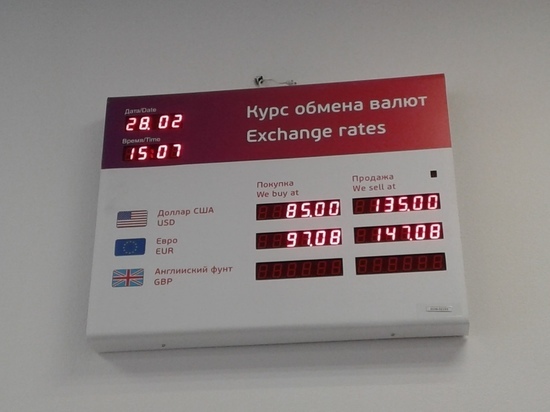 Дата/Date
28.02
Время/Time
15:07
Курс обмена валют
Exchange rates
Покупка
We buy at
Продажа
We sell at
Доллар США
USD
85.00
135.00
Евро
EUR
97.08
147.08
Английский фунт
GBP